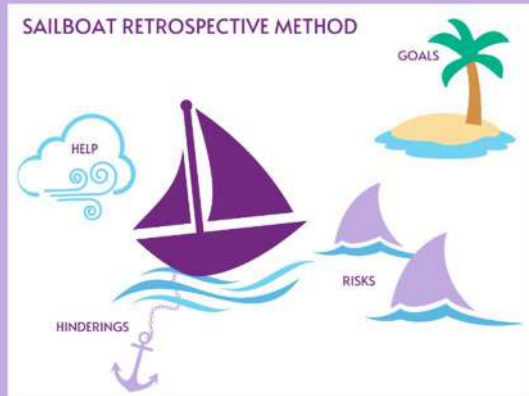 SAILBOAT RETROSPECTIVE METHOD
GOALS
HELP
RISKS
HINDERINGS